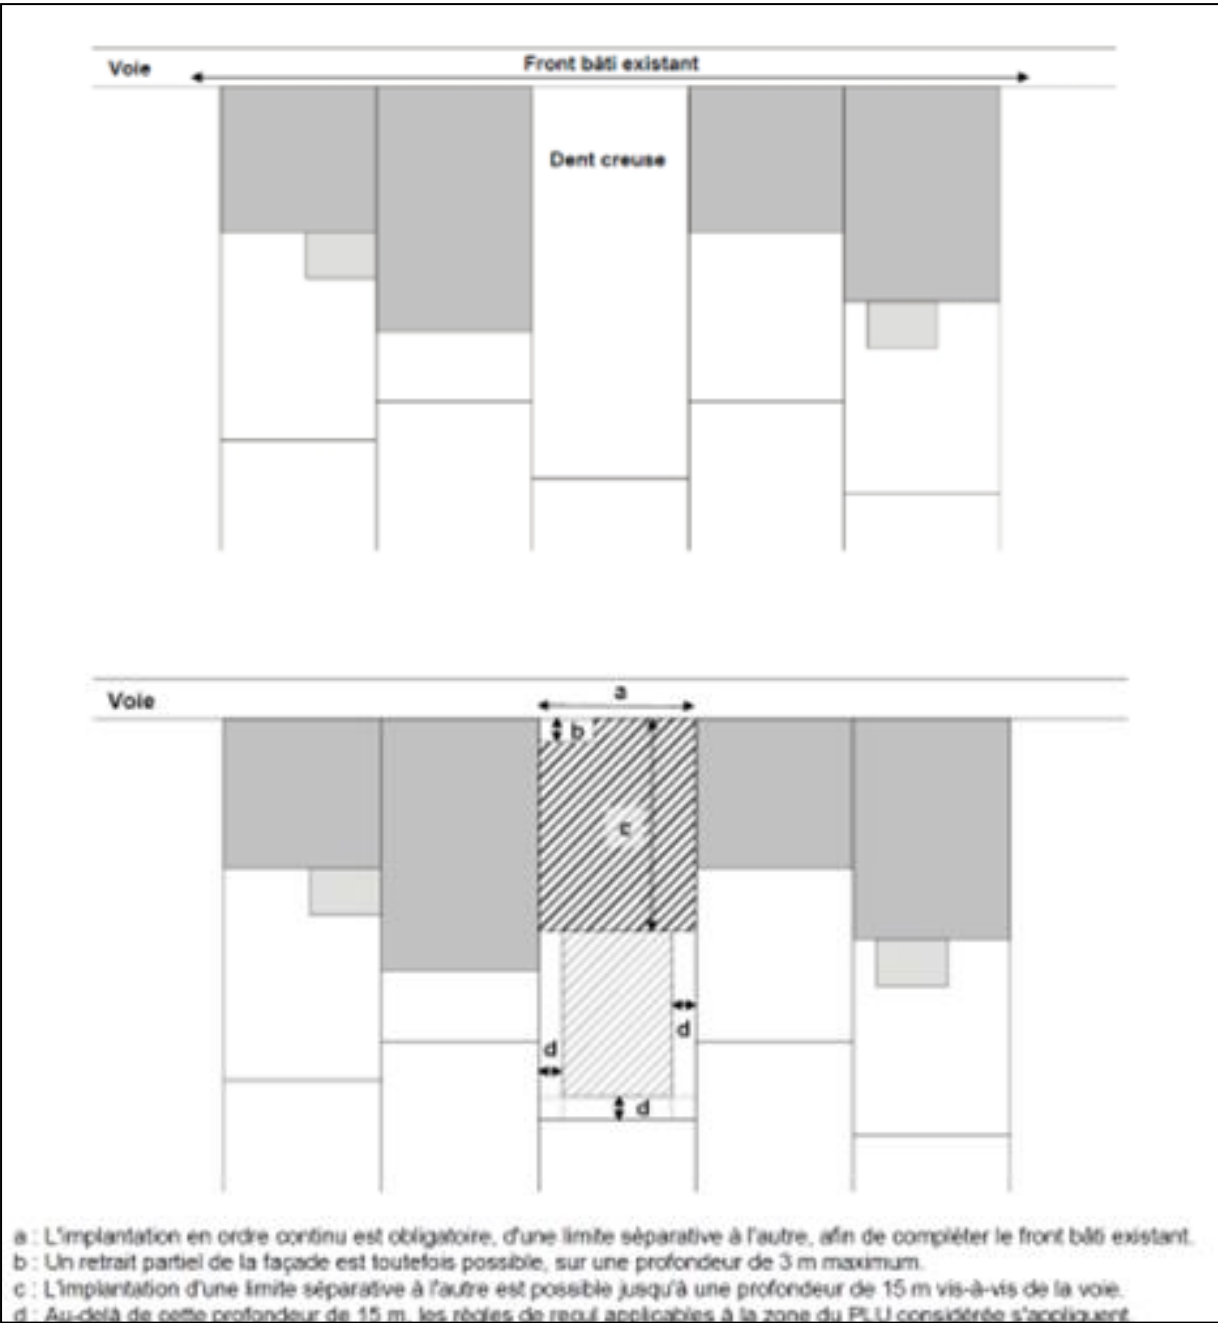 Voie
Front bâti existant
Dent creuse
Voie
a
b
c
d
d
d
a : L'implantation en ordre continu est obligatoire, d'une limite séparative à l'autre, afin de compléter le front bâti existant.
b : Un retrait partiel de la façade est toutefois possible, sur une profondeur de 3 m maximum.
c : L'implantation d'une limite séparative à l'autre est possible jusqu'à une profondeur de 15 m vis-à-vis de la voie.
d : Au-delà de cette profondeur de 15 m, les règles de recul applicables à la zone du PLU considérée s'appliquent.